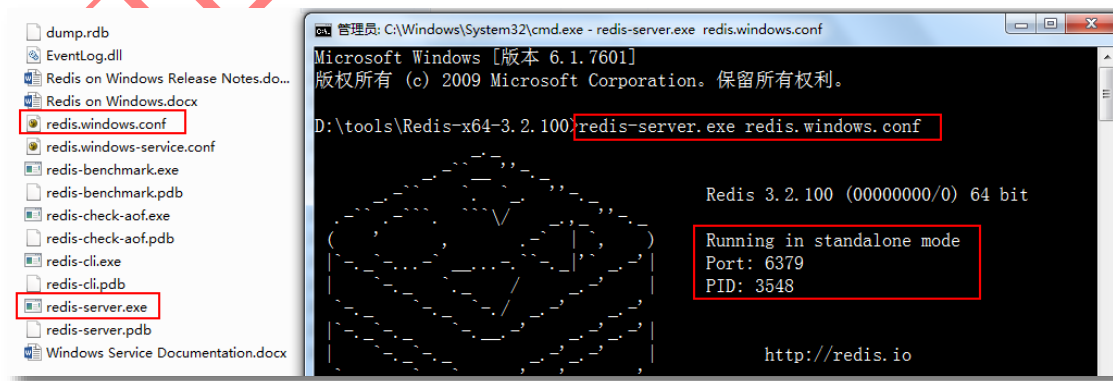 dump.rdb
EventLog.dll
Redis on Windows Release Notes.do...
Redis on Windows.docx
redis.windows.conf
redis.windows-service.conf
redis-benchmark.exe
redis-benchmark.pdb
redis-check-aof.exe
redis-check-aof.pdb
redis-cli.exe
redis-cli.pdb
redis-server.exe
redis-server.pdb
Windows Service Documentation.docx
管理员: C:\Windows\System32\cmd.exe - redis-server.exe redis.windows.conf
Microsoft Windows [版本 6.1.7601]
版权所有 (c) 2009 Microsoft Corporation。保留所有权利。
D:\tools\Redis-x64-3.2.100>redis-server.exe redis.windows.conf
Redis 3.2.100 (00000000/0) 64 bit
Running in standalone mode
Port: 6379
PID: 3548
http://redis.io